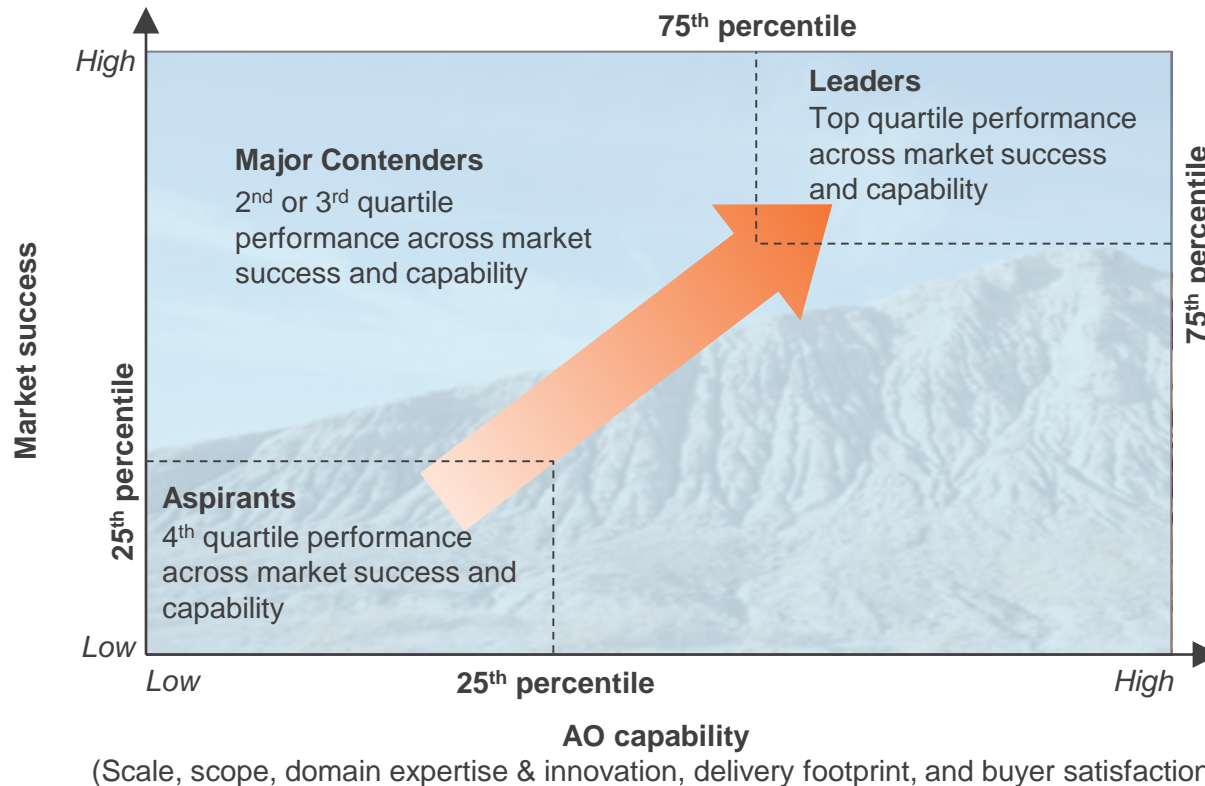 75th percentile
High
Leaders
Top quartile performance
across market success
and capability
Major Contenders
2nd or 3rd quartile
performance across market
success and capability
75th percentile
Market success
25th percentile
Aspirants
4th quartile performance
across market success and
capability
Low
Low
25th percentile
High
AO capability
(Scale, scope, domain expertise & innovation, delivery footprint, and buyer satisfaction